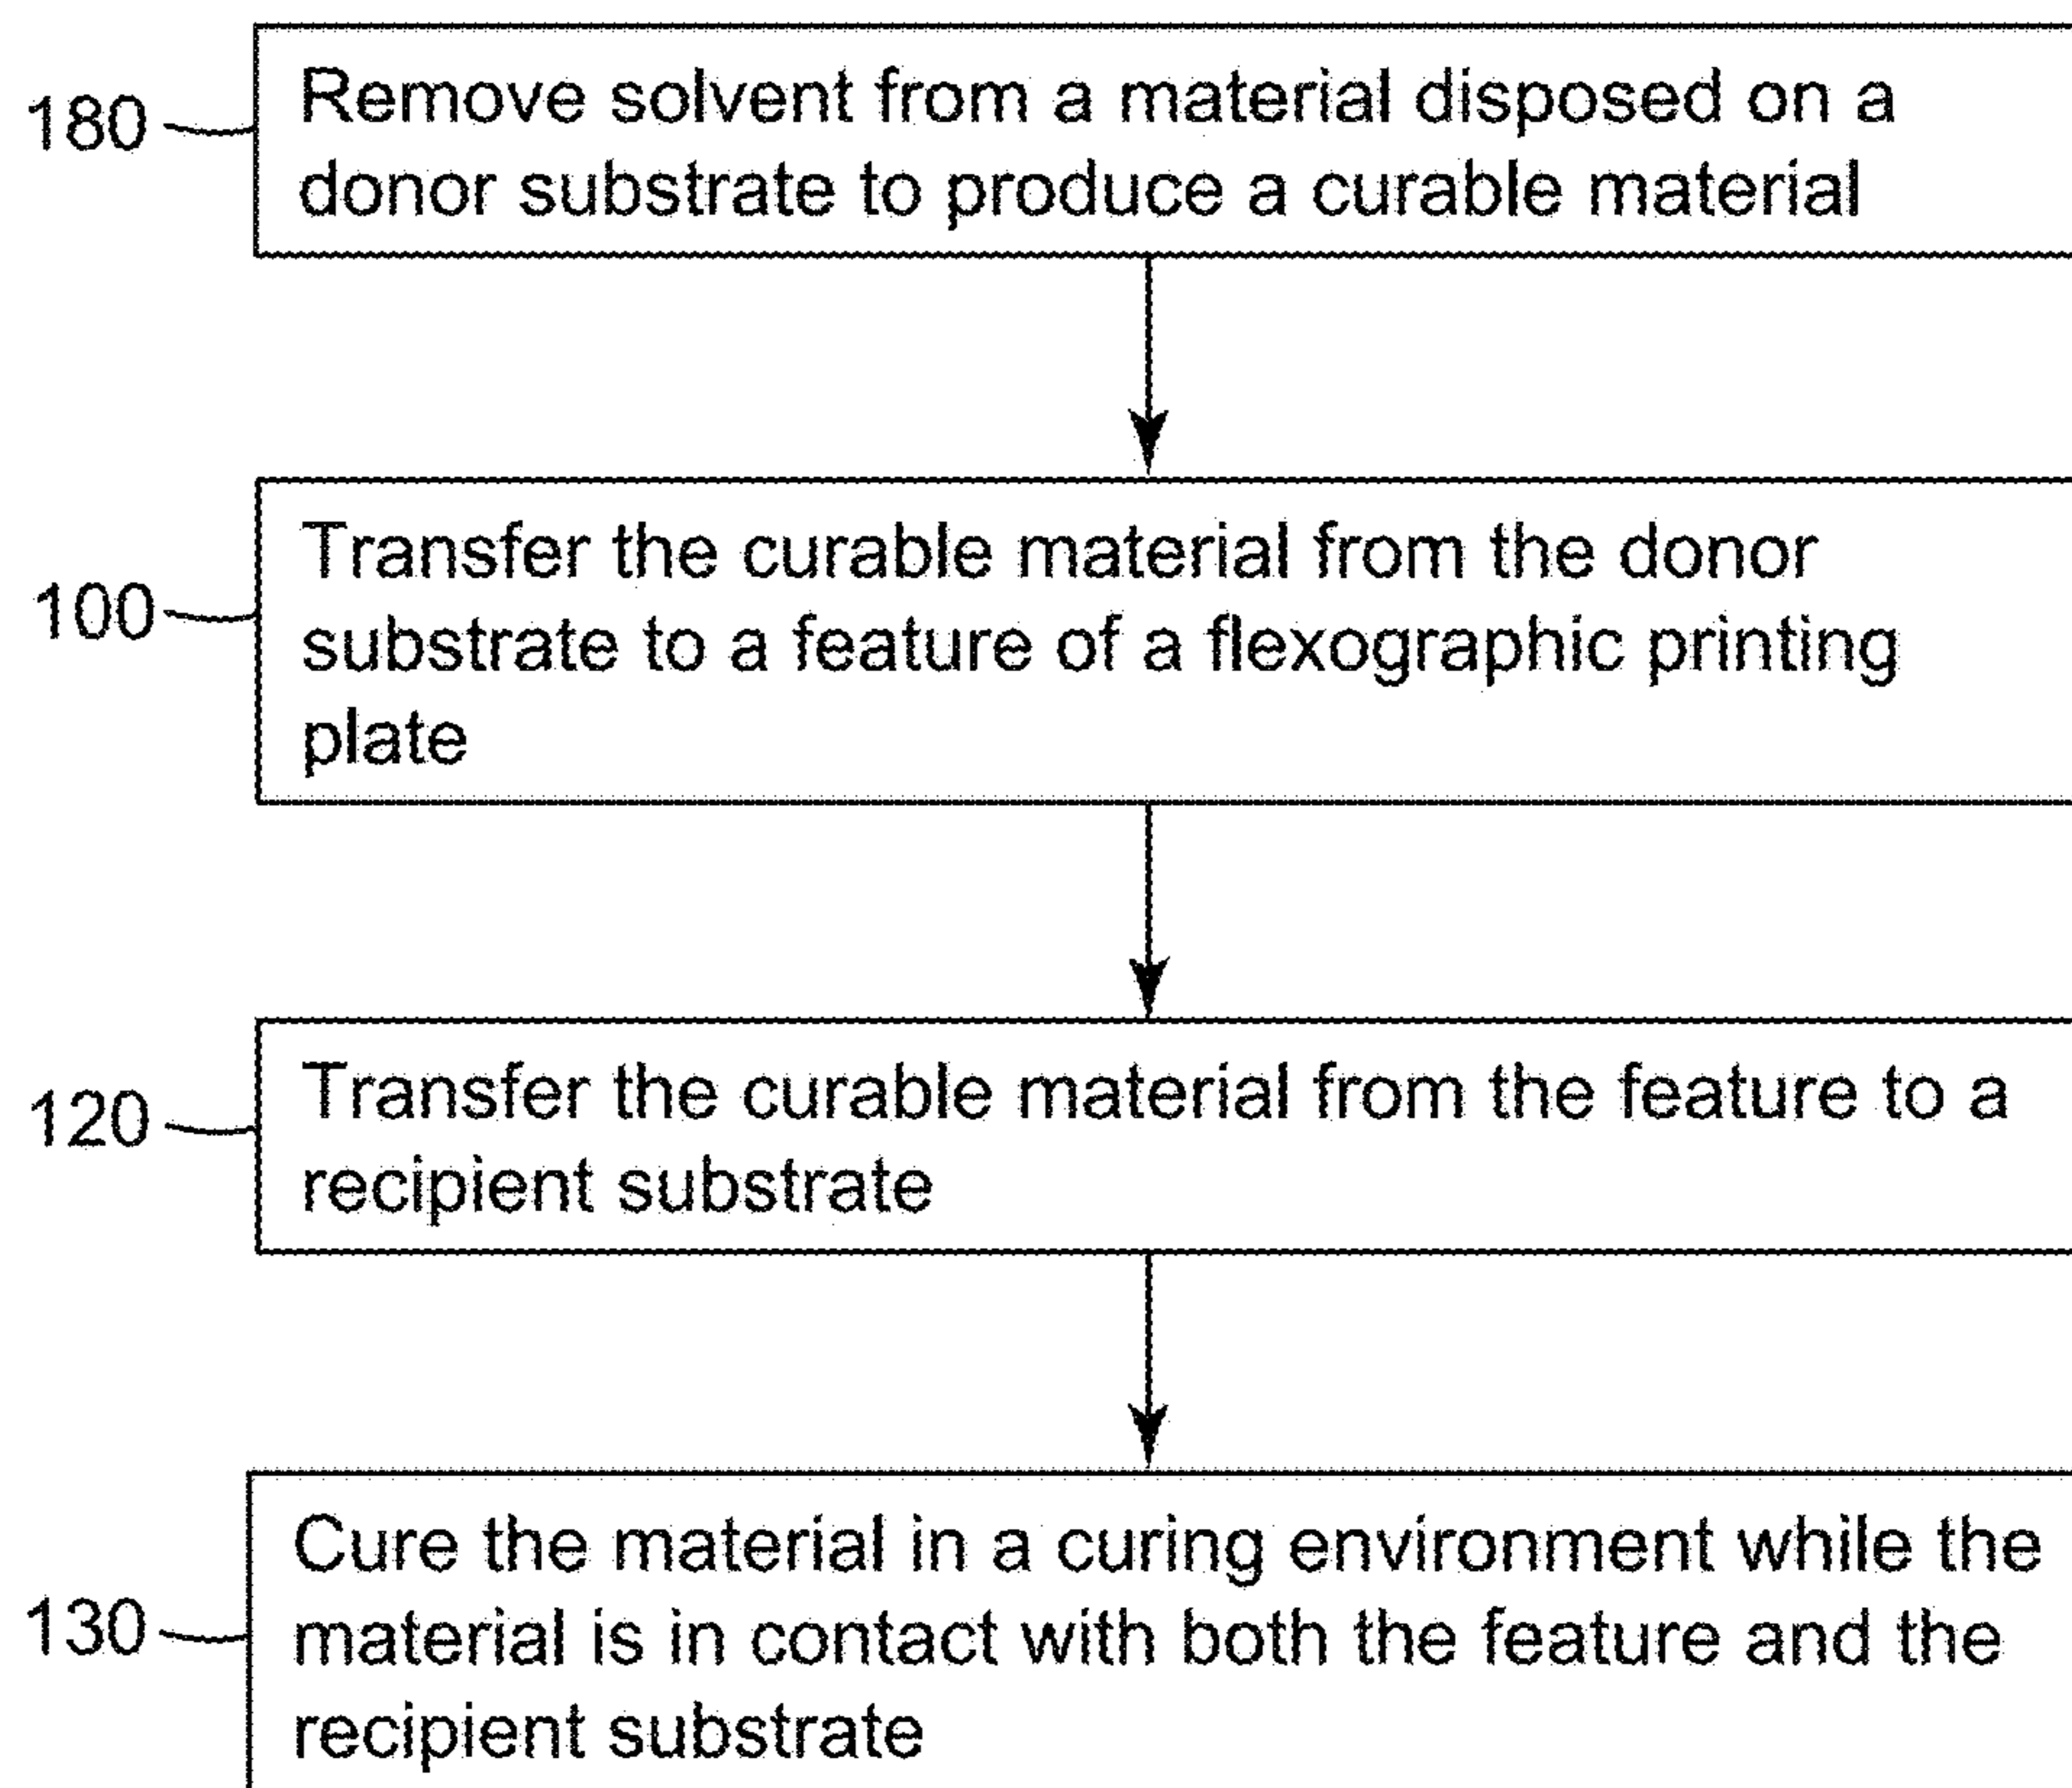 180
Remove solvent from a material disposed on a
donor substrate to produce a curable material
100
Transfer the curable material from the donor
substrate to a feature of a flexographic printing
plate
120
Transfer the curable material from the feature to a
recipient substrate
130
Cure the material in a curing environment while the
material is in contact with both the feature and the
recipient substrate